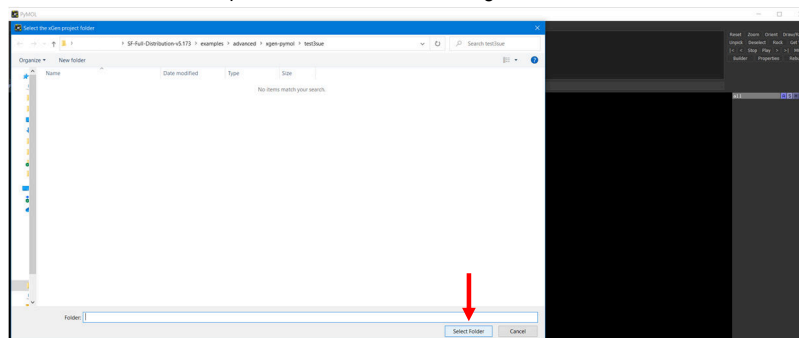 PyMOL
Select the xGen project folder
SF-Full-Distribution-v5.173 › examples › advanced › xgen-pymol › test3sue
Search test3sue
Organize
New folder
Name
Date modified
Type
Size
No items match your search.
Folder:
Select Folder
Cancel
Reset Zoom Orient
Unpick Deselect Rock Get
|< < Stop Play > >|
Builder Properties
all